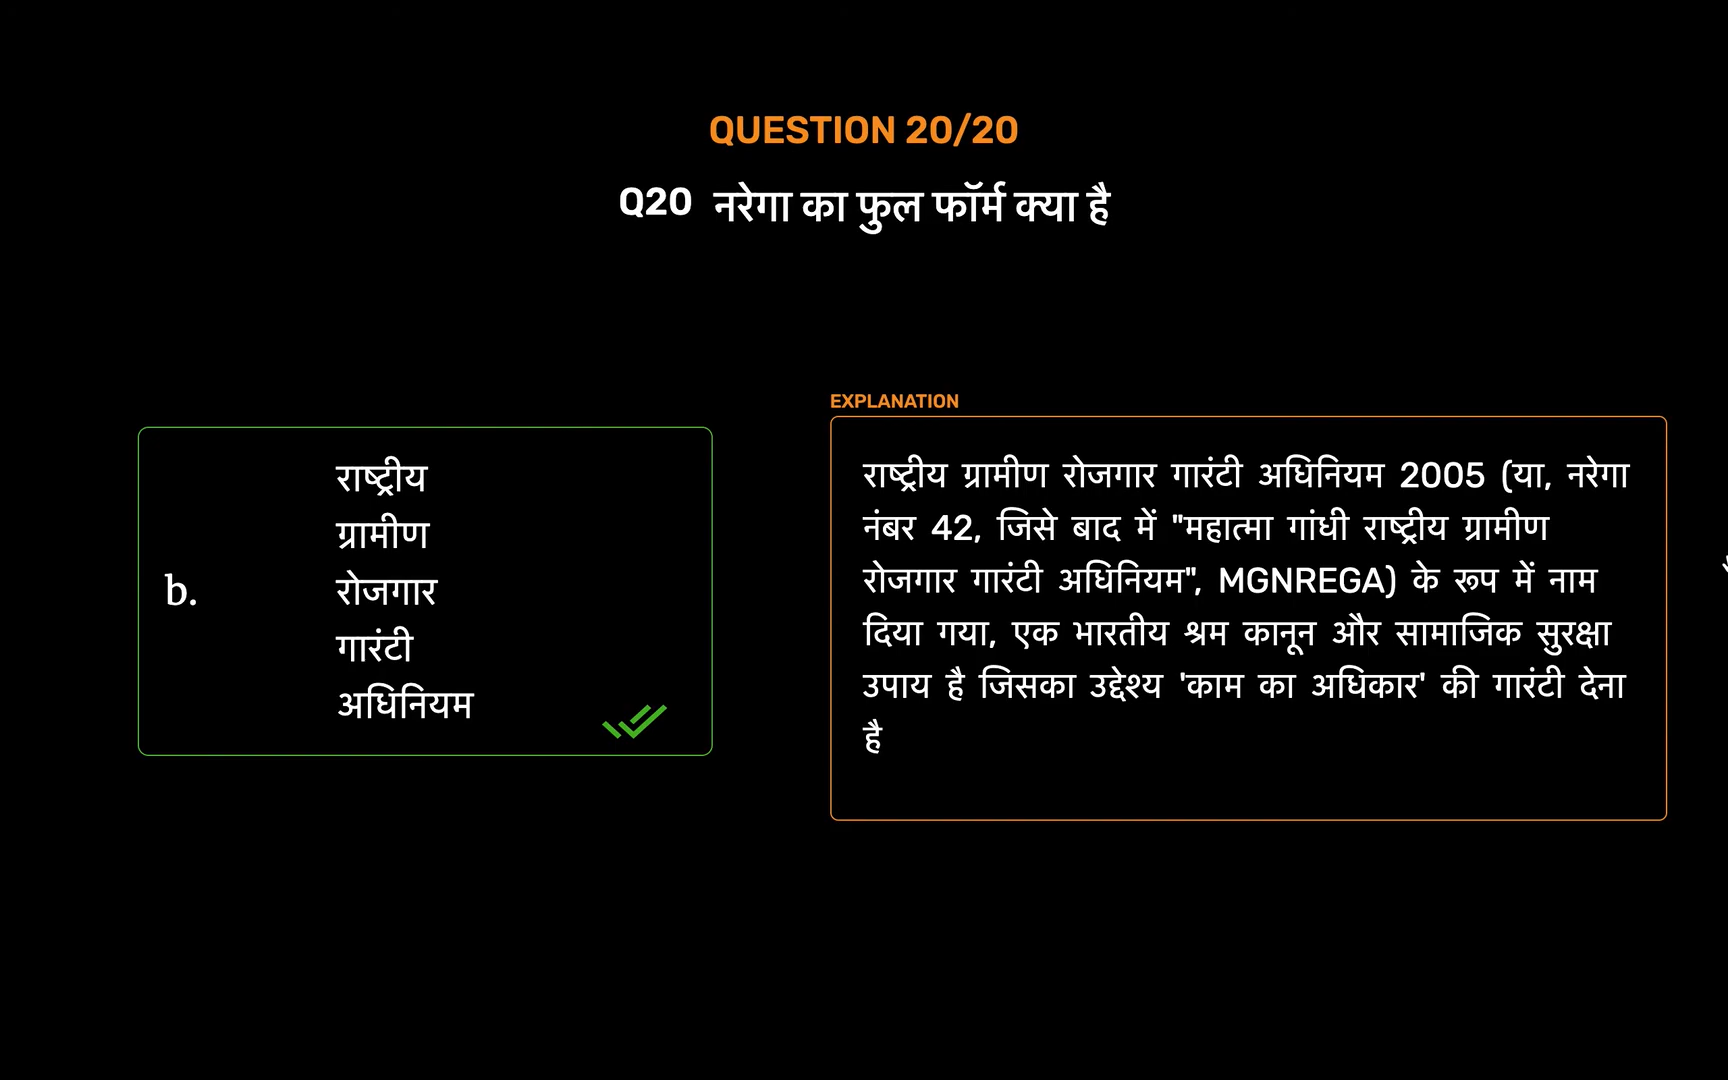 QUESTION 20/20
Q20 नरेगा का फुल फॉर्म क्या है
EXPLANATION
b.
राष्ट्रीय
ग्रामीण
रोजगार
गारंटी
अधिनियम
राष्ट्रीय ग्रामीण रोजगार गारंटी अधिनियम 2005 (या, नरेगा
नंबर 42, जिसे बाद में "महात्मा गांधी राष्ट्रीय ग्रामीण
रोजगार गारंटी अधिनियम", MGNREGA) के रूप में नाम
दिया गया, एक भारतीय श्रम कानून और सामाजिक सुरक्षा
उपाय है जिसका उद्देश्य 'काम का अधिकार' की गारंटी देना
है